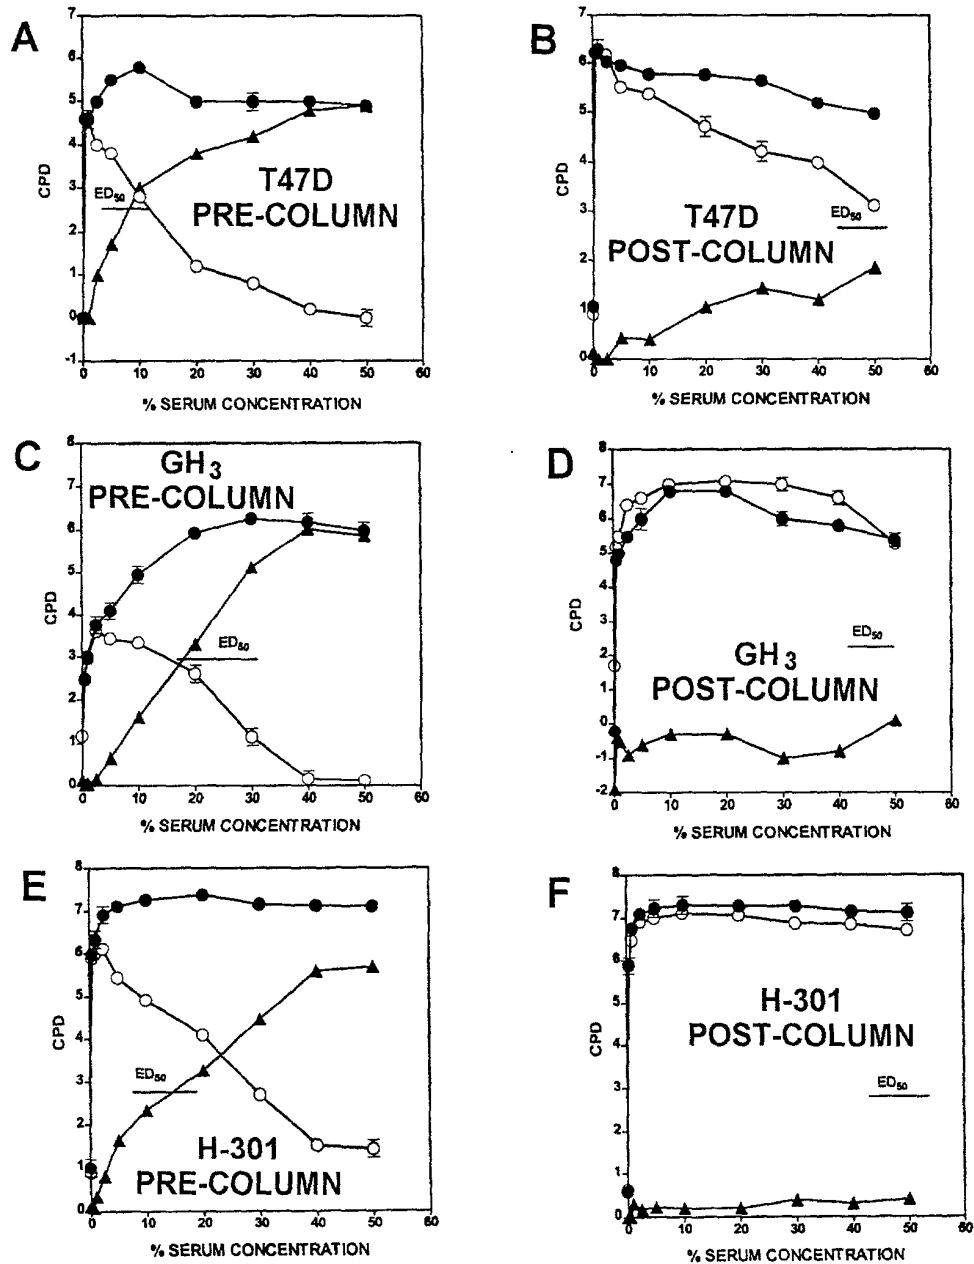 A
7
6
5
4
3
2
1
0
-1
CPD
ED50
T47D
PRE-COLUMN
0 10 20 30 40 50 60
% SERUM CONCENTRATION
B
7
6
5
4
3
2
1
0
CPD
T47D
ED50
POST-COLUMN
0 10 20 30 40 50 60
% SERUM CONCENTRATION
C
8
7
6
5
4
3
2
1
0
CPD
GH3
PRE-COLUMN
ED50
0 10 20 30 40 50 60
% SERUM CONCENTRATION
D
8
7
6
5
4
3
2
1
0
-1
-2
CPD
ED50
GH3
POST-COLUMN
0 10 20 30 40 50 60
% SERUM CONCENTRATION
E
8
7
6
5
4
3
2
1
0
CPD
ED50
H-301
PRE-COLUMN
0 10 20 30 40 50 60
% SERUM CONCENTRATION
F
8
7
6
5
4
3
2
1
0
CPD
H-301
POST-COLUMN
ED50
0 10 20 30 40 50 60
% SERUM CONCENTRATION